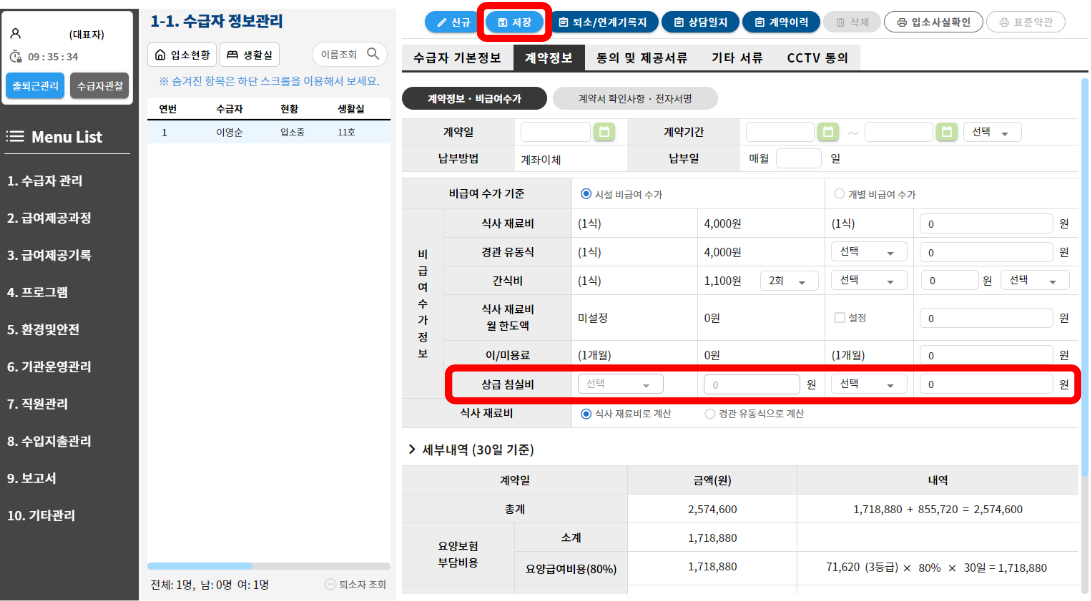 (대표자)
09 : 35 : 34
출퇴근관리 수급자관찰
Menu List
1. 수급자 관리
2. 급여제공과정
3. 급여제공기록
4. 프로그램
5. 환경및안전
6. 기관운영관리
7. 직원관리
8. 수입지출관리
9. 보고서
10. 기타관리
1-1. 수급자 정보관리
입소현황 생활실 이름조회
※ 숨겨진 항목은 하단 스크롤을 이용해서 보세요.
연번 수급자 현황 생활실
1 이영순 입소중 11호
전체: 1명, 남: 0명 여: 1명 퇴소자 조회
신규 저장 퇴소/연계기록지 상담일지 계약이력 삭제 입소사실확인 표준약관
수급자 기본정보 계약정보 동의 및 제공서류 기타 서류 CCTV 동의
계약정보 · 비급여수가 계약서 확인사항 · 전자서명
계약일 계약기간 ~ 선택
납부방법 계좌이체 납부일 매월 일
비급여 수가 기준 시설 비급여 수가 개별 비급여 수가
비급여수가정보
식사 재료비 (1식) 4,000원 (1식) 0 원
경관 유동식 (1식) 4,000원 선택 0 원
간식비 (1식) 1,100원 2회 선택 0 원 선택
식사 재료비
월 한도액 미설정 0원 설정 0 원
이/미용료 (1개월) 0원 (1개월) 0 원
상급 침실비 선택 0 원 선택 0 원
식사 재료비 식사 재료비로 계산 경관 유동식으로 계산
세부내역 (30일 기준)
계약일 금액(원) 내역
총계 2,574,600 1,718,880 + 855,720 = 2,574,600
요양보험
부담비용
소계 1,718,880
요양급여비용(80%) 1,718,880 71,620 (3등급) × 80% × 30일 = 1,718,880